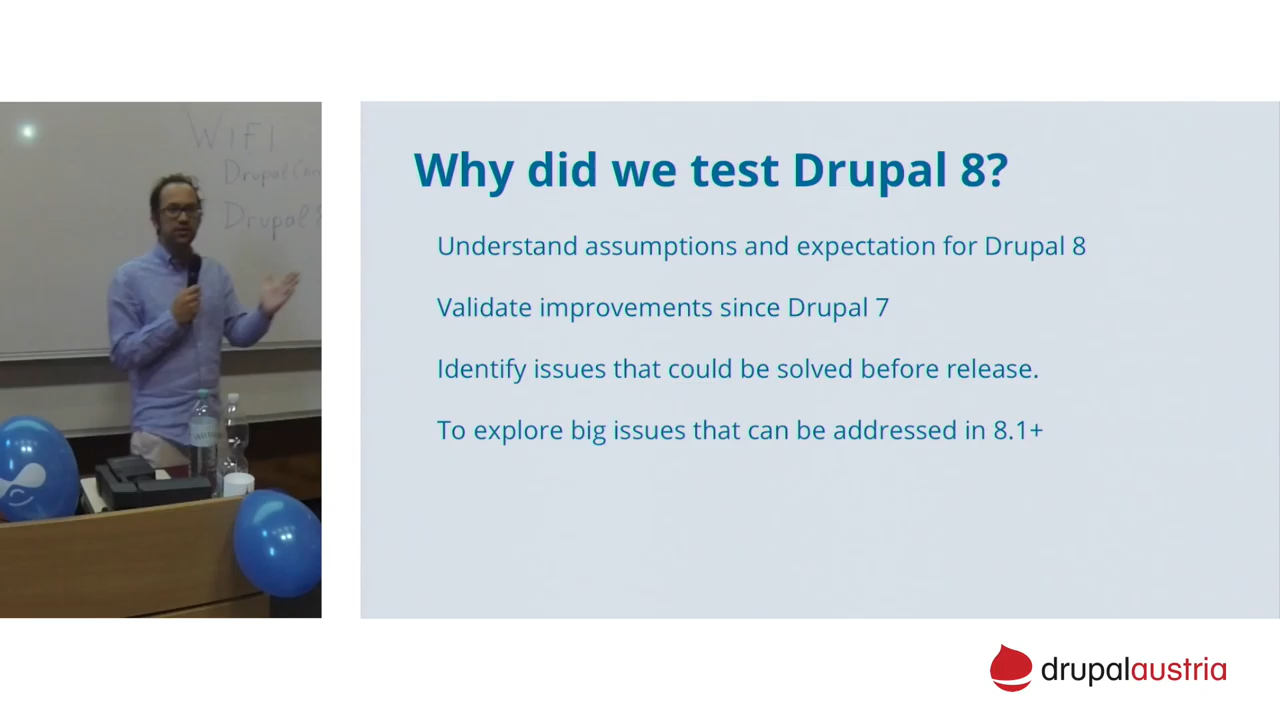 WIFI
Drupal
Drupal 8
Why did we test Drupal 8?
Understand assumptions and expectation for Drupal 8
Validate improvements since Drupal 7
Identify issues that could be solved before release.
To explore big issues that can be addressed in 8.1+
drupalaustria